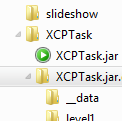 slideshow
XCPTask
XCPTask.jar
XCPTask.jar.
__data
level1